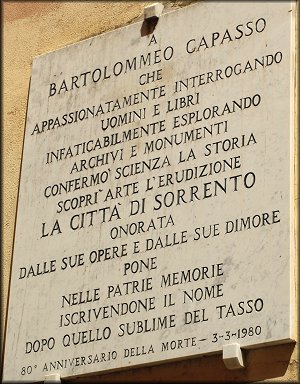 A
BARTOLOMMEO CAPASSO
CHE
APPASSIONATAMENTE INTERROGANDO
UOMINI E LIBRI
INFATICABILMENTE ESPLORANDO
ARCHIVI E MONUMENTI
CONFERMO' SCIENZA LA STORIA
SCOPRI' ARTE L'ERUDIZIONE
LA CITTÀ DI SORRENTO
ONORATA
DALLE SUE OPERE E DALLE SUE DIMORE
PONE
NELLE PATRIE MEMORIE
ISCRIVENDONE IL NOME
DOPO QUELLO SUBLIME DEL TASSO
80° ANNIVERSARIO DELLA MORTE - 3-3-1980